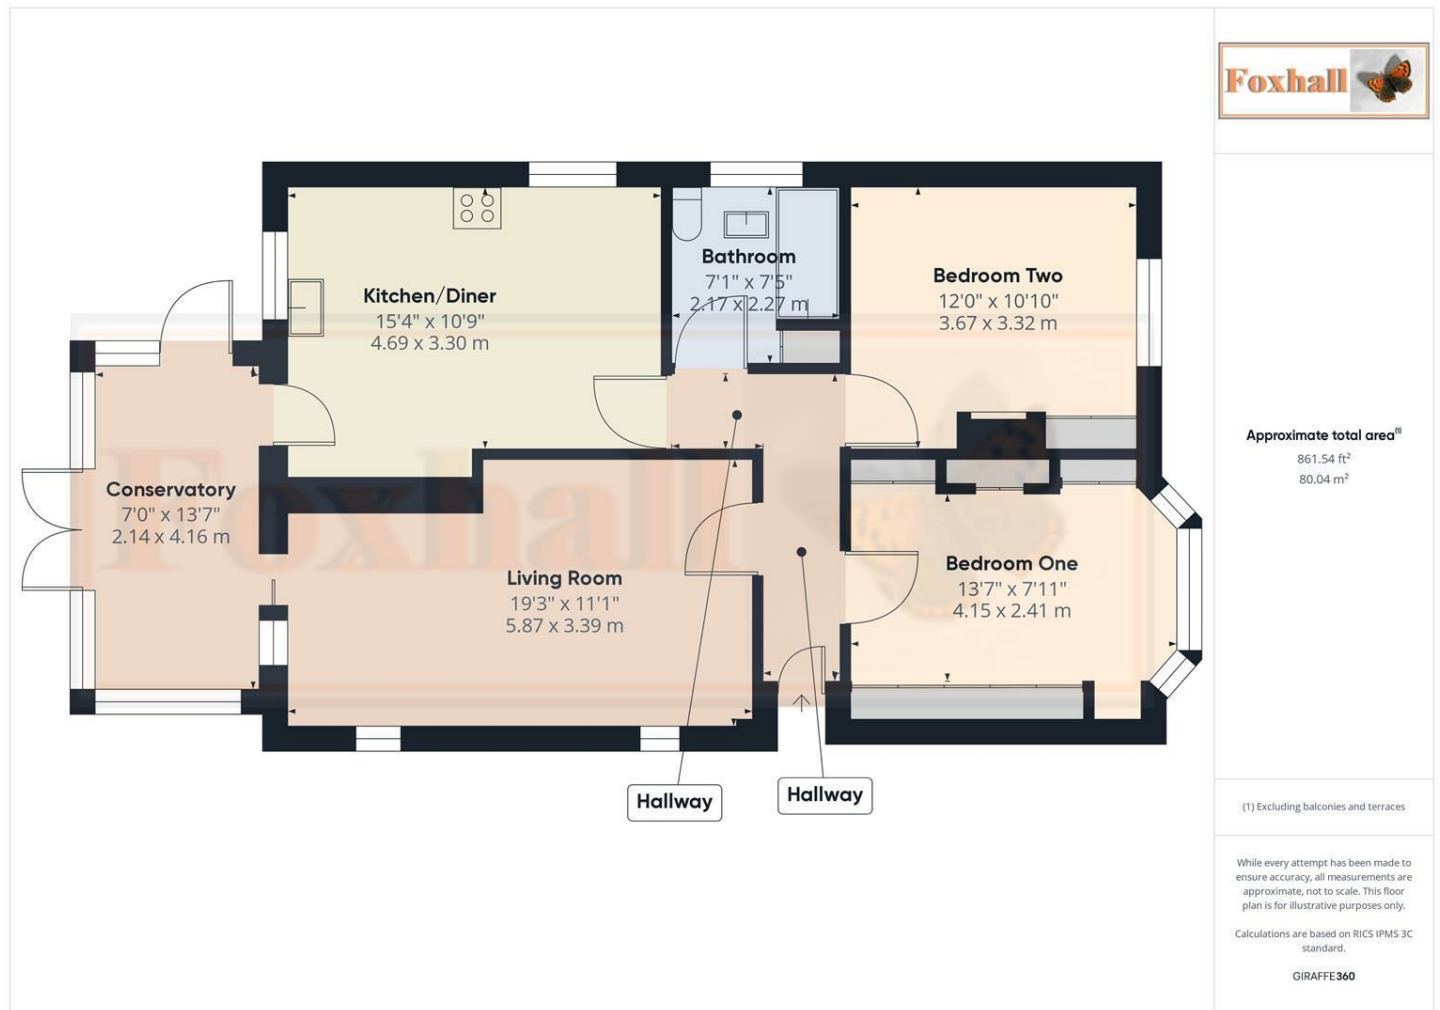 Foxhall
Kitchen/Diner
15'4" x 10'9"
4.69 x 3.30 m
Bathroom
7'1" x 7'5"
2.17 x 2.27 m
Bedroom Two
12'0" x 10'10"
3.67 x 3.32 m
Conservatory
7'0" x 13'7"
2.14 x 4.16 m
Living Room
19'3" x 11'1"
5.87 x 3.39 m
Bedroom One
13'7" x 7'11"
4.15 x 2.41 m
Foxhall
Hallway
Hallway
Approximate total area(1)
861.54 ft²
80.04 m²
(1) Excluding balconies and terraces
While every attempt has been made to
ensure accuracy, all measurements are
approximate, not to scale. This floor
plan is for illustrative purposes only.
Calculations are based on RICS IPMS 3C
standard.
GIRAFFE360